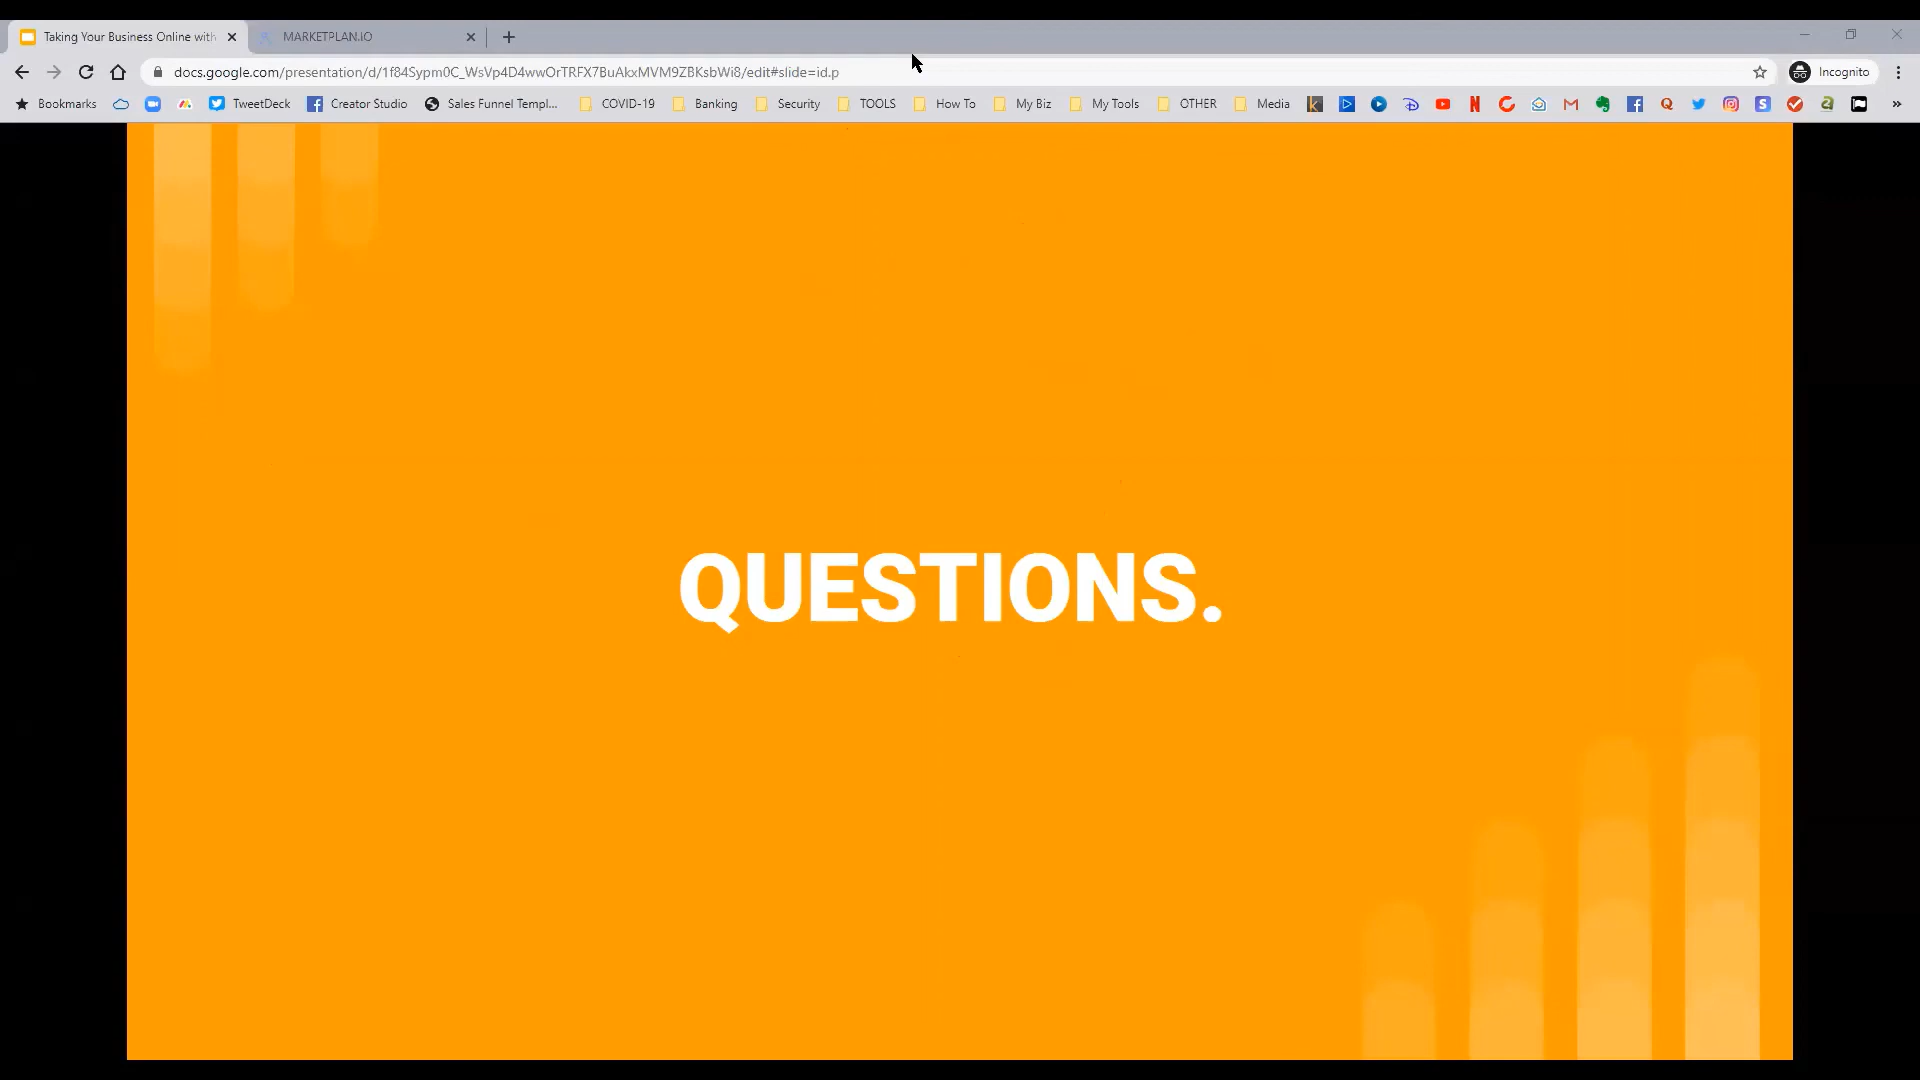 Taking Your Business Online with
MARKETPLAN.IO
docs.google.com/presentation/d/1f84Sypm0C_WsVp4D4wwOrTRFX7BuAkxMVM9ZBKsbWi8/edit#slide=id.p
Incognito
Bookmarks TweetDeck Creator Studio Sales Funnel Templ... COVID-19 Banking Security TOOLS How To My Biz My Tools OTHER Media
QUESTIONS.